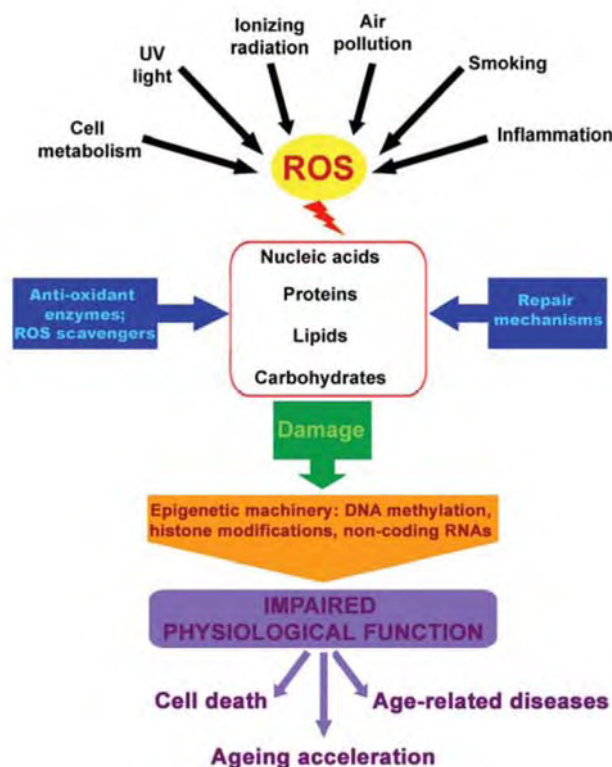 Ionizing
radiation
Air
pollution
UV
light
Smoking
Cell
metabolism
Inflammation
ROS
Nucleic acids
Proteins
Lipids
Carbohydrates
Anti-oxidant
enzymes;
ROS scavengers
Repair
mechanisms
Damage
Epigenetic machinery: DNA methylation,
histone modifications, non-coding RNAs
IMPAIRED
PHYSIOLOGICAL FUNCTION
Cell death
Age-related diseases
Ageing acceleration